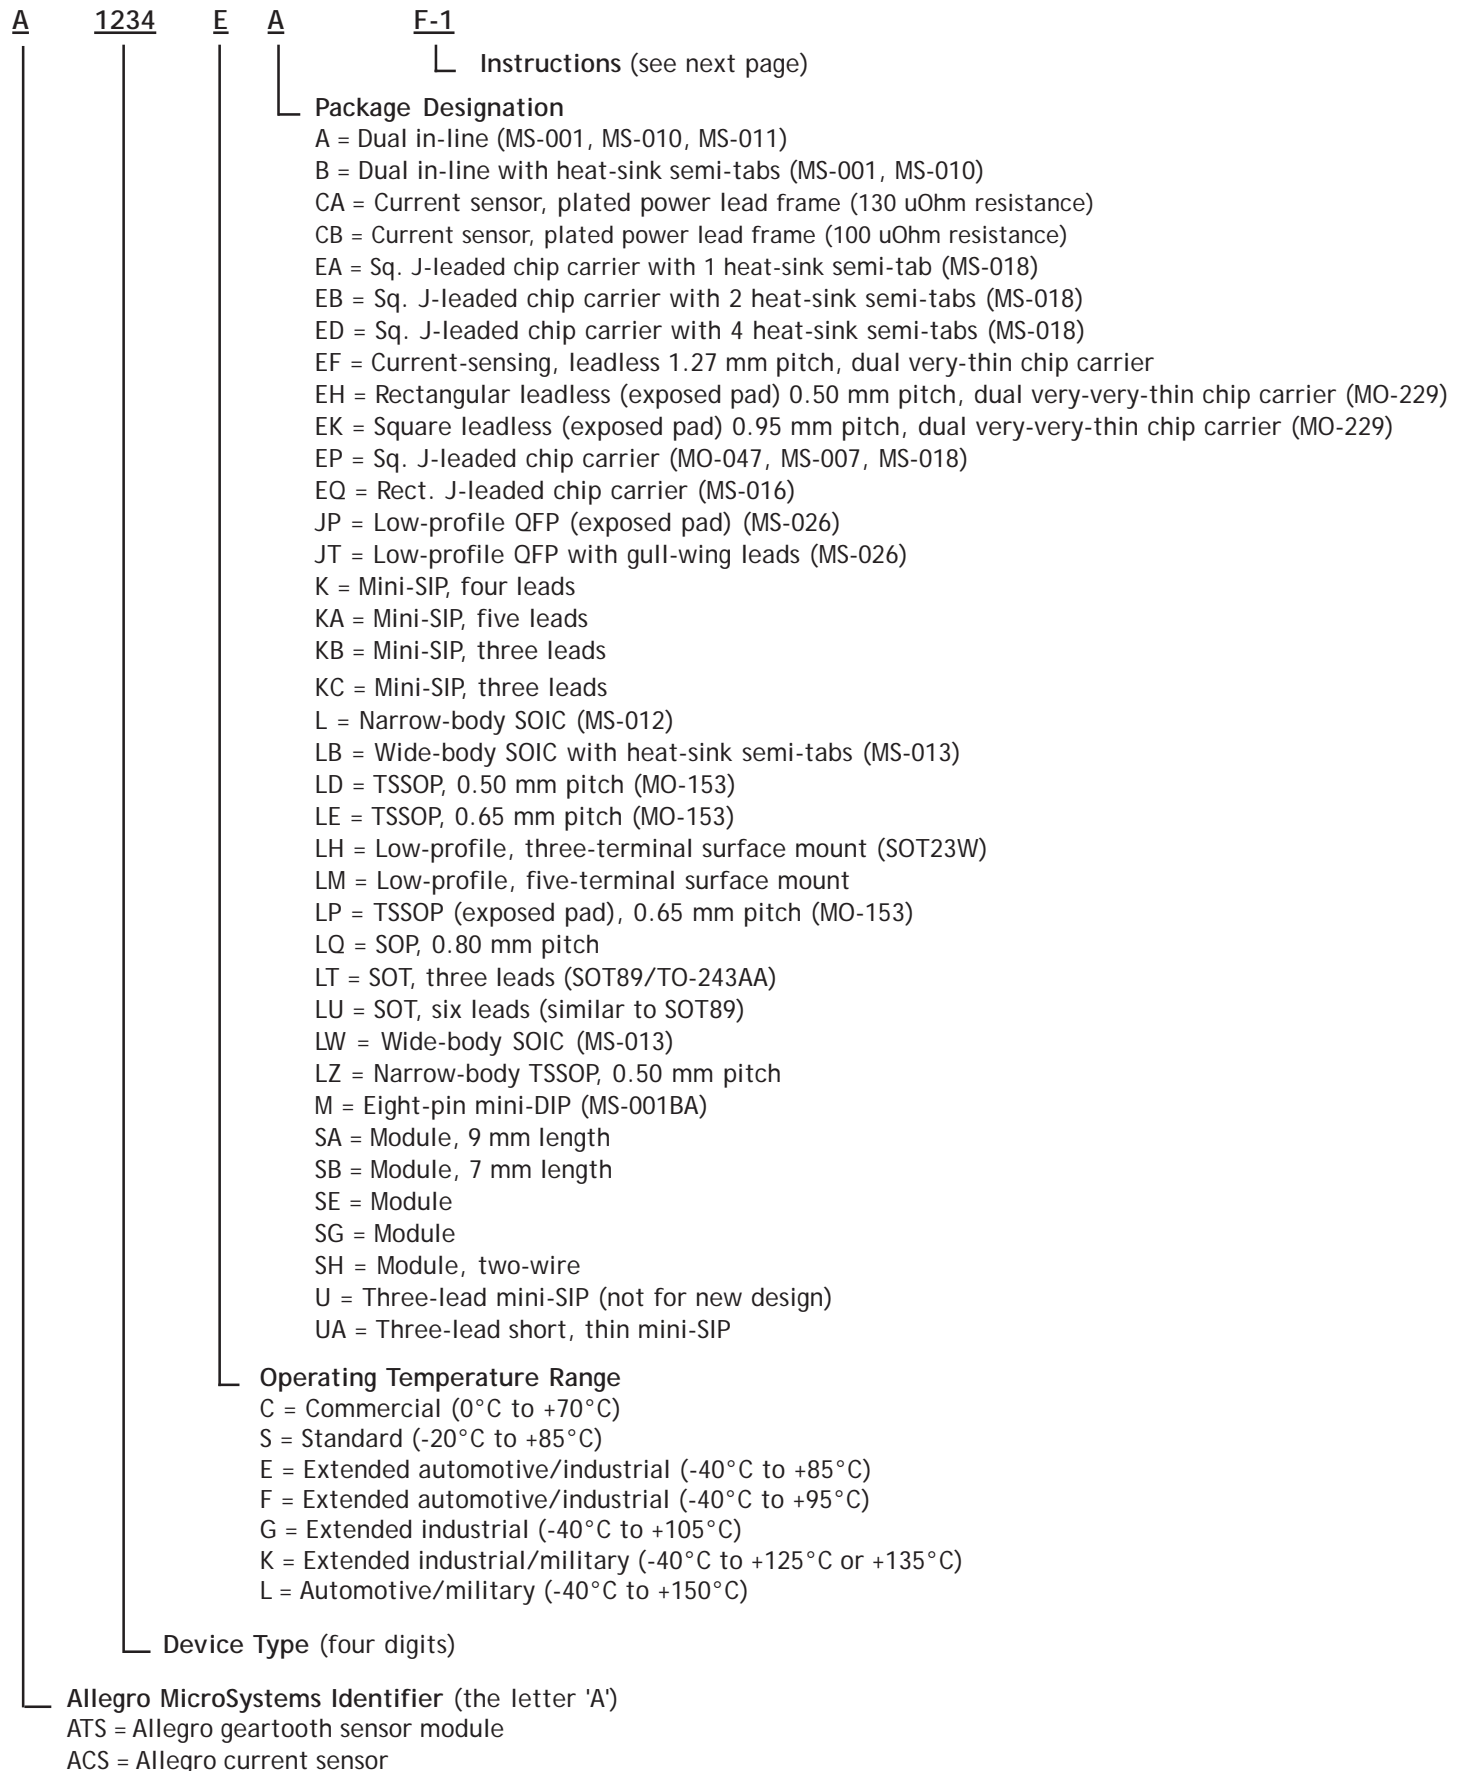 A 1234 E A F-1
Instructions (see next page)
Package Designation
A = Dual in-line (MS-001, MS-010, MS-011)
B = Dual in-line with heat-sink semi-tabs (MS-001, MS-010)
CA = Current sensor, plated power lead frame (130 uOhm resistance)
CB = Current sensor, plated power lead frame (100 uOhm resistance)
EA = Sq. J-leaded chip carrier with 1 heat-sink semi-tab (MS-018)
EB = Sq. J-leaded chip carrier with 2 heat-sink semi-tabs (MS-018)
ED = Sq. J-leaded chip carrier with 4 heat-sink semi-tabs (MS-018)
EF = Current-sensing, leadless 1.27 mm pitch, dual very-thin chip carrier
EH = Rectangular leadless (exposed pad) 0.50 mm pitch, dual very-very-thin chip carrier (MO-229)
EK = Square leadless (exposed pad) 0.95 mm pitch, dual very-very-thin chip carrier (MO-229)
EP = Sq. J-leaded chip carrier (MO-047, MS-007, MS-018)
EQ = Rect. J-leaded chip carrier (MS-016)
JP = Low-profile QFP (exposed pad) (MS-026)
JT = Low-profile QFP with gull-wing leads (MS-026)
K = Mini-SIP, four leads
KA = Mini-SIP, five leads
KB = Mini-SIP, three leads
KC = Mini-SIP, three leads
L = Narrow-body SOIC (MS-012)
LB = Wide-body SOIC with heat-sink semi-tabs (MS-013)
LD = TSSOP, 0.50 mm pitch (MO-153)
LE = TSSOP, 0.65 mm pitch (MO-153)
LH = Low-profile, three-terminal surface mount (SOT23W)
LM = Low-profile, five-terminal surface mount
LP = TSSOP (exposed pad), 0.65 mm pitch (MO-153)
LQ = SOP, 0.80 mm pitch
LT = SOT, three leads (SOT89/TO-243AA)
LU = SOT, six leads (similar to SOT89)
LW = Wide-body SOIC (MS-013)
LZ = Narrow-body TSSOP, 0.50 mm pitch
M = Eight-pin mini-DIP (MS-001BA)
SA = Module, 9 mm length
SB = Module, 7 mm length
SE = Module
SG = Module
SH = Module, two-wire
U = Three-lead mini-SIP (not for new design)
UA = Three-lead short, thin mini-SIP
Operating Temperature Range
C = Commercial (0°C to +70°C)
S = Standard (-20°C to +85°C)
E = Extended automotive/industrial (-40°C to +85°C)
F = Extended automotive/industrial (-40°C to +95°C)
G = Extended industrial (-40°C to +105°C)
K = Extended industrial/military (-40°C to +125°C or +135°C)
L = Automotive/military (-40°C to +150°C)
Device Type (four digits)
Allegro MicroSystems Identifier (the letter 'A')
ATS = Allegro geartooth sensor module
ACS = Allegro current sensor